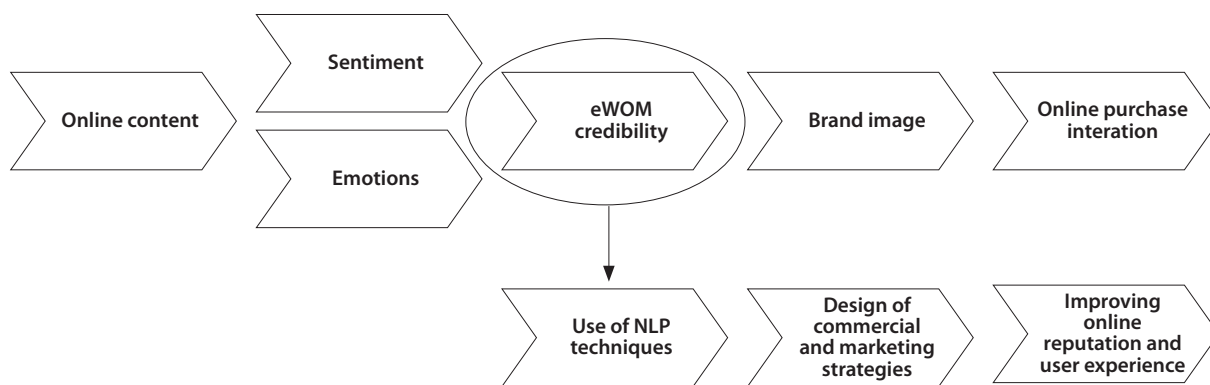 Sentiment
Online content
eWOM
credibility
Brand image
Online purchase
interation
Emotions
Use of NLP
techniques
Design of
commercial
and marketing
strategies
Improving
online
reputation and
user experience